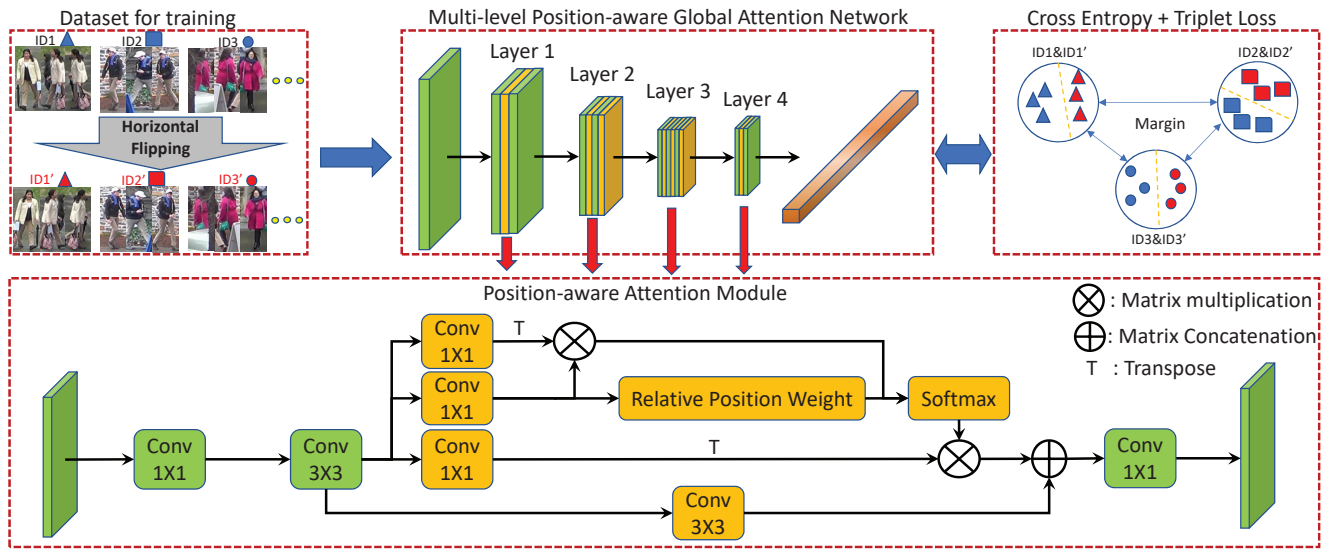 Dataset for training
ID1 ID2 ID3
Horizontal
Flipping
ID1’ ID2’ ID3’
Multi-level Position-aware Global Attention Network
Layer 1
Layer 2
Layer 3
Layer 4
Cross Entropy + Triplet Loss
ID1&ID1’
ID2&ID2’
Margin
ID3&ID3’
Position-aware Attention Module
: Matrix multiplication
: Matrix Concatenation
T : Transpose
Conv
1X1
T
Conv
1X1
Relative Position Weight
Softmax
Conv
1X1
Conv
3X3
Conv
1X1
T
Conv
1X1
Conv
3X3